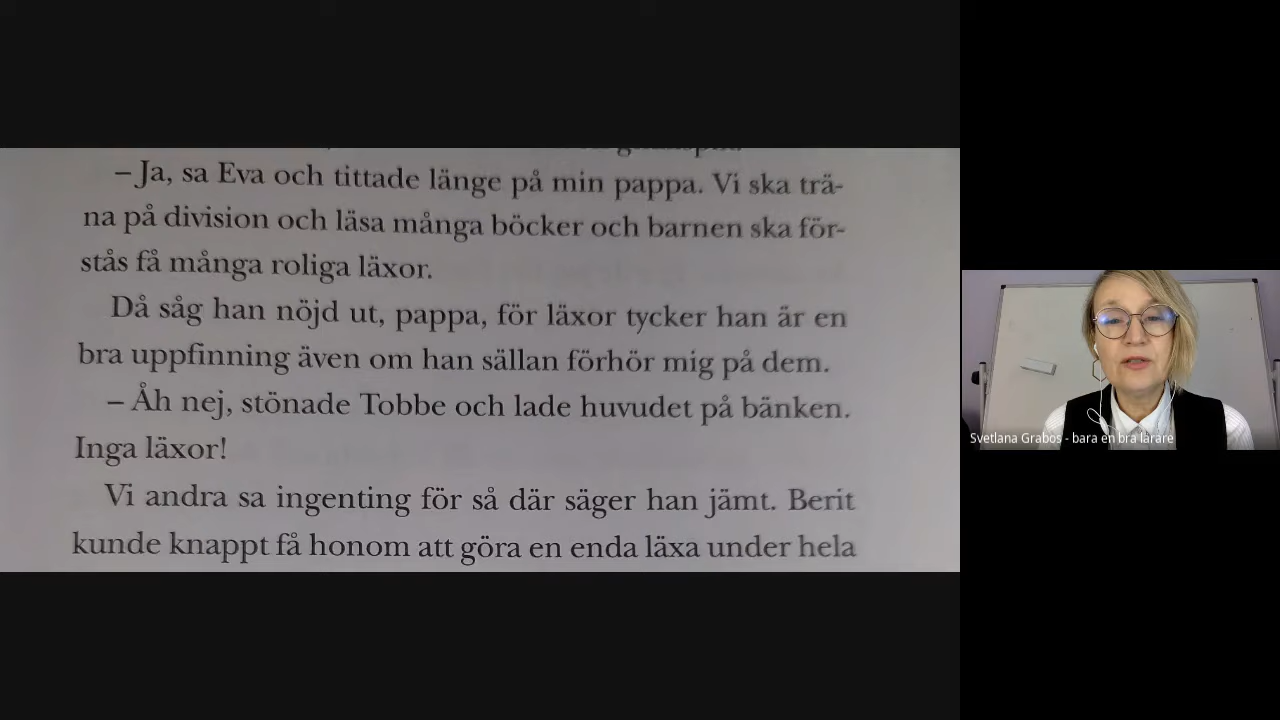 – Ja, sa Eva och tittade länge på min pappa. Vi ska trä-
na på division och läsa många böcker och barnen ska för-
stås få många roliga läxor.
Då såg han nöjd ut, pappa, för läxor tycker han är en
bra uppfinning även om han sällan förhör mig på dem.
– Åh nej, stönade Tobbe och lade huvudet på bänken.
Inga läxor!
Vi andra sa ingenting för så där säger han jämt. Berit
kunde knappt få honom att göra en enda läxa under hela
Svetlana Grabos - bara en bra lärare